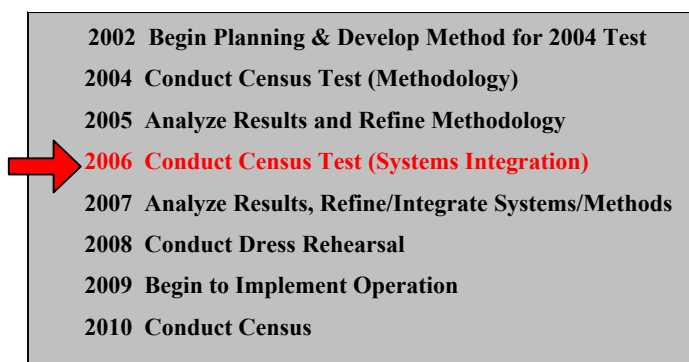 2002 Begin Planning & Develop Method for 2004 Test
2004 Conduct Census Test (Methodology)
2005 Analyze Results and Refine Methodology
2006 Conduct Census Test (Systems Integration)
2007 Analyze Results, Refine/Integrate Systems/Methods
2008 Conduct Dress Rehearsal
2009 Begin to Implement Operation
2010 Conduct Census